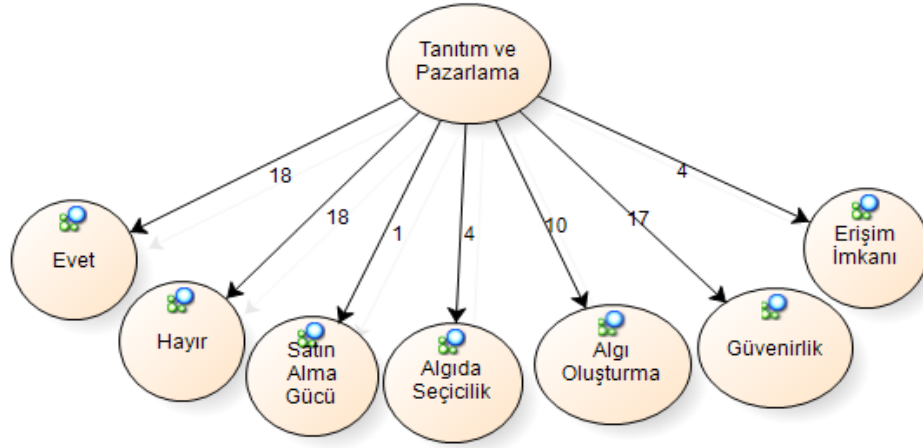 Tanıtım ve
Pazarlama
18
18
1
4
10
17
4
Evet
Hayır
Satın
Alma
Gücü
Algıda
Seçicilik
Algı
Oluşturma
Güvenirlik
Erişim
İmkanı